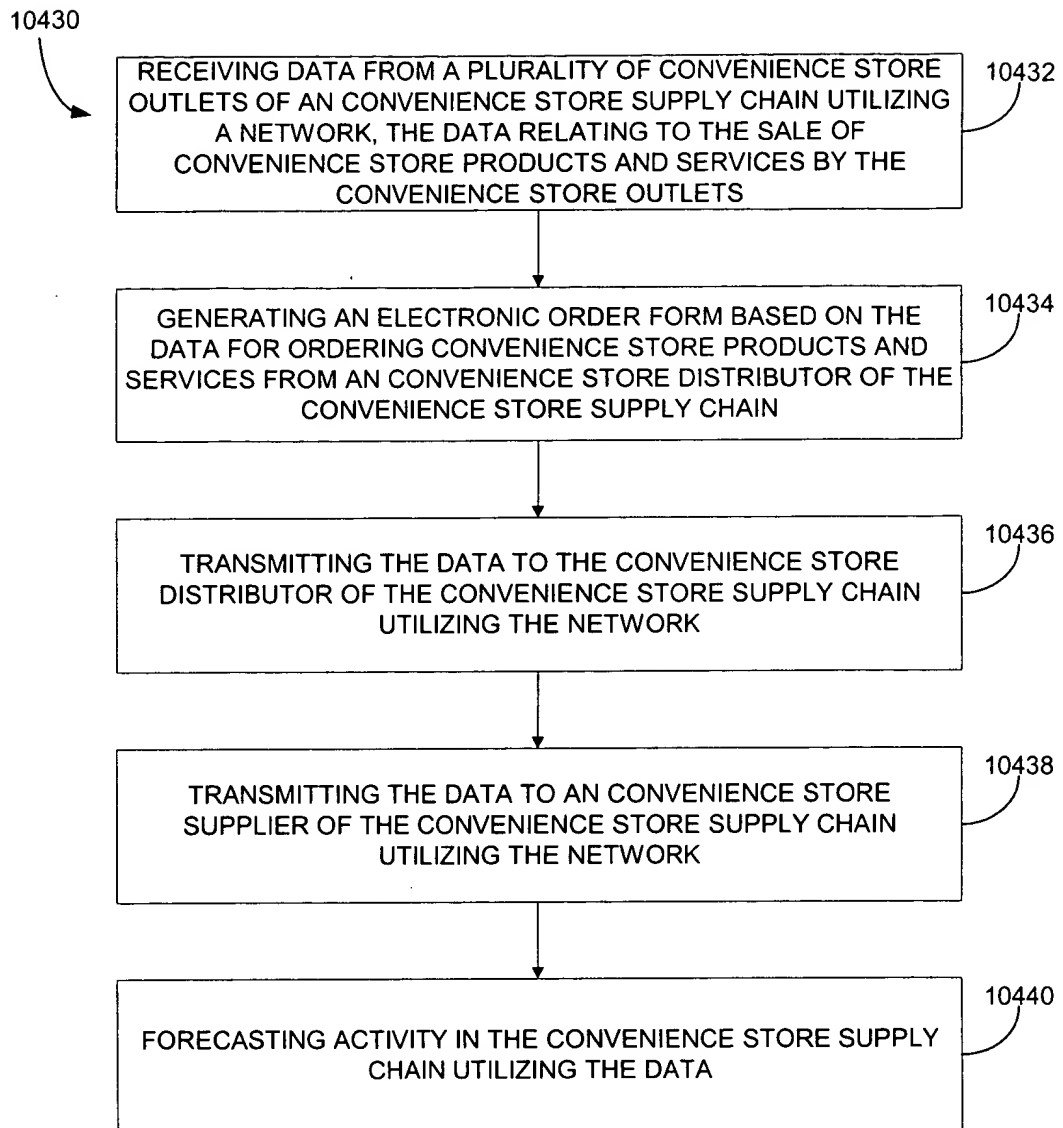 10430
RECEIVING DATA FROM A PLURALITY OF CONVENIENCE STORE
OUTLETS OF AN CONVENIENCE STORE SUPPLY CHAIN UTILIZING
A NETWORK, THE DATA RELATING TO THE SALE OF
CONVENIENCE STORE PRODUCTS AND SERVICES BY THE
CONVENIENCE STORE OUTLETS
10432
GENERATING AN ELECTRONIC ORDER FORM BASED ON THE
DATA FOR ORDERING CONVENIENCE STORE PRODUCTS AND
SERVICES FROM AN CONVENIENCE STORE DISTRIBUTOR OF THE
CONVENIENCE STORE SUPPLY CHAIN
10434
TRANSMITTING THE DATA TO THE CONVENIENCE STORE
DISTRIBUTOR OF THE CONVENIENCE STORE SUPPLY CHAIN
UTILIZING THE NETWORK
10436
TRANSMITTING THE DATA TO AN CONVENIENCE STORE
SUPPLIER OF THE CONVENIENCE STORE SUPPLY CHAIN
UTILIZING THE NETWORK
10438
FORECASTING ACTIVITY IN THE CONVENIENCE STORE SUPPLY
CHAIN UTILIZING THE DATA
10440